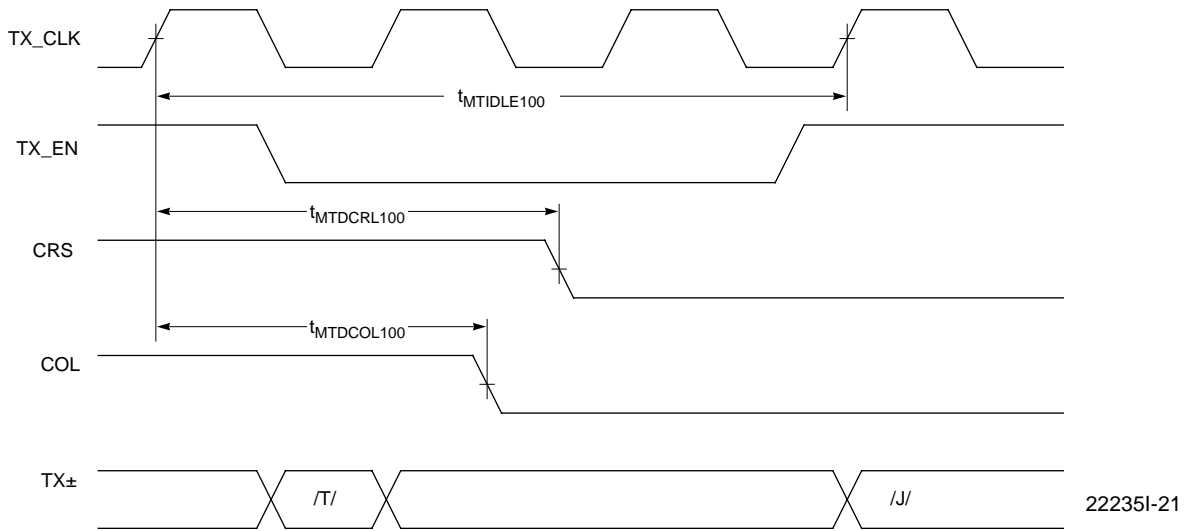 TX_CLK
tMTIDLE100
TX_EN
tMTDCRL100
CRS
tMTDCOL100
COL
TX±
/T/
/J/
22235I-21